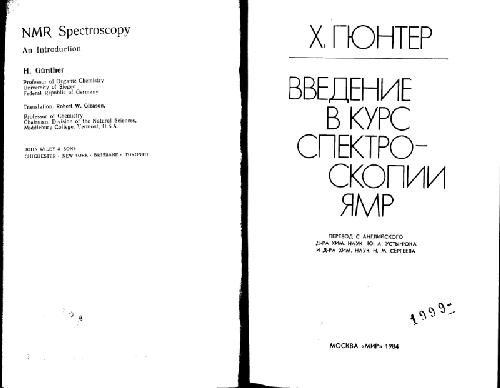 NMR Spectroscopy
An Introduction
H. Günther
Professor of Organic Chemistry
University of Siegen
Federal Republic of Germany
Translation: Robert W. Gleason,
Professor of Chemistry
Chairman, Division of the Natural Sciences,
Middlebury College, Vermont, U.S.A.
JOHN WILEY & SONS
CHICHESTER · NEW YORK · BRISBANE · TORONTO
Х. ГЮНТЕР
ВВЕДЕНИЕ
В КУРС
СПЕКТРО-
СКОПИИ
ЯМР
ПЕРЕВОД С АНГЛИЙСКОГО
Д-РА ХИМ. НАУК Ю. А. УСТЫНЮКА
И Д-РА ХИМ. НАУК Н. М. СЕРГЕЕВА
1999
МОСКВА «МИР» 1984